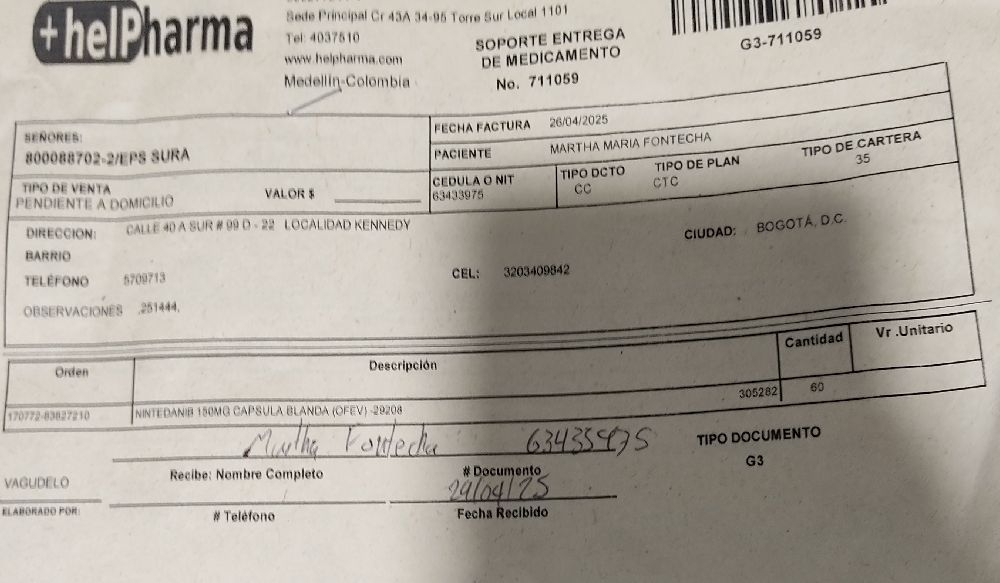 +helPharma
Sede Principal Cr 43A 34-95 Torre Sur Local 1101
Tel: 4037510
www.helpharma.com
Medellín-Colombia
SOPORTE ENTREGA
DE MEDICAMENTO
No. 711059
G3-711059
SEÑORES:
800088702-2/EPS SURA
FECHA FACTURA 26/04/2025
PACIENTE MARTHA MARIA FONTECHA
TIPO DE VENTA
PENDIENTE A DOMICILIO
VALOR $
CEDULA O NIT
63433975
TIPO DCTO
CC
TIPO DE PLAN
CTC
TIPO DE CARTERA
35
DIRECCION: CALLE 40 A SUR # 99 D - 22 LOCALIDAD KENNEDY
CIUDAD: BOGOTÁ, D.C.
BARRIO
TELÉFONO 5709713
CEL: 3203409842
OBSERVACIONES .251444.
Orden Descripción Cantidad Vr .Unitario
170772-83827210 NINTEDANIB 150MG CAPSULA BLANDA (OFEV) -29208 305282 60
Martha Fontecha 63433975
Recibe: Nombre Completo # Documento
TIPO DOCUMENTO
G3
VAGUDELO
29/04/25
ELABORADO POR: # Teléfono Fecha Recibido